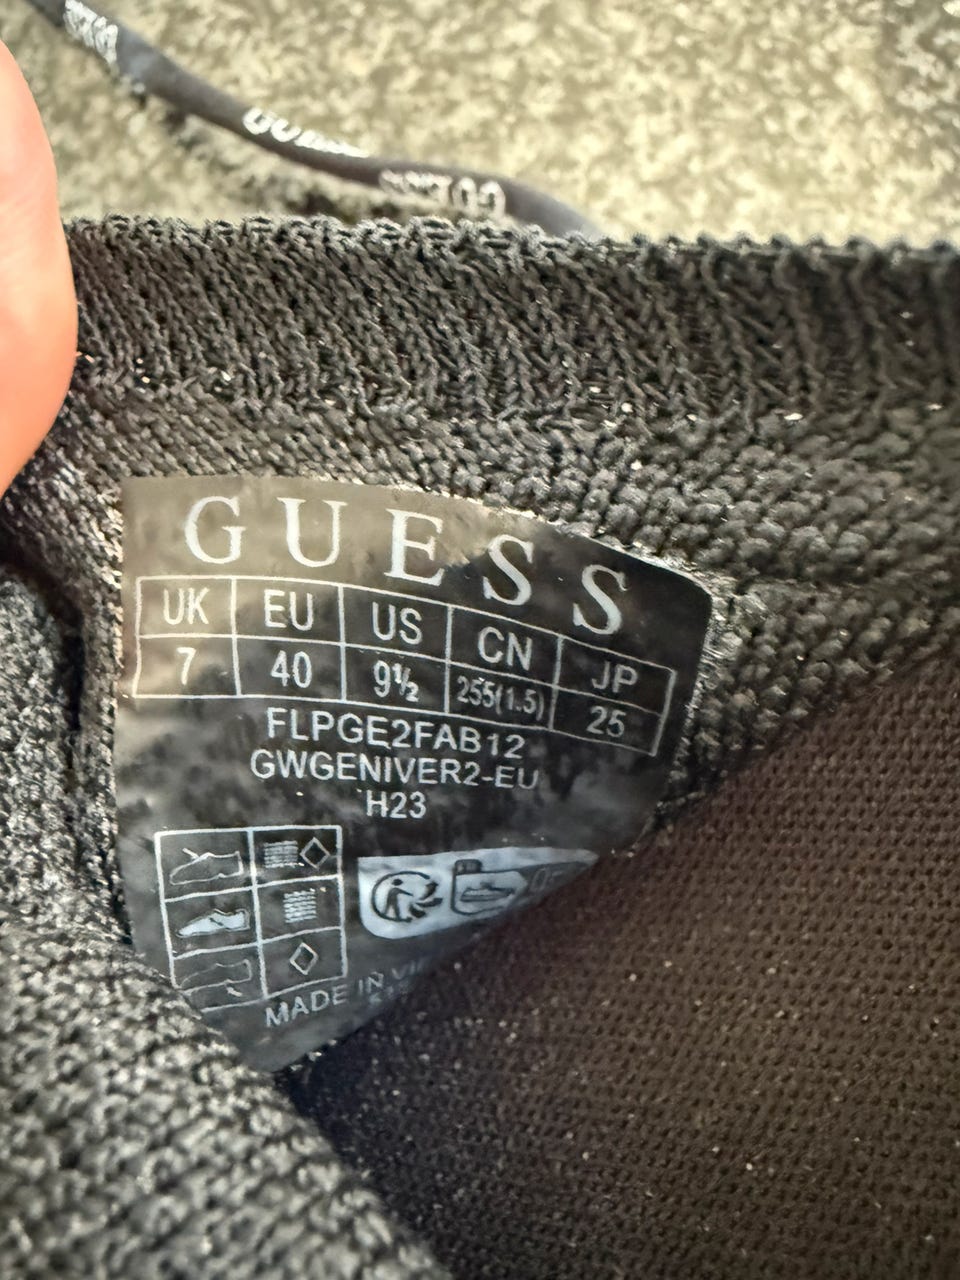 GUESS
UK EU US CN JP
7 40 9½ 255(1.5) 25
FLPGE2FAB12
GWGENIVER2-EU
H23
MADE IN